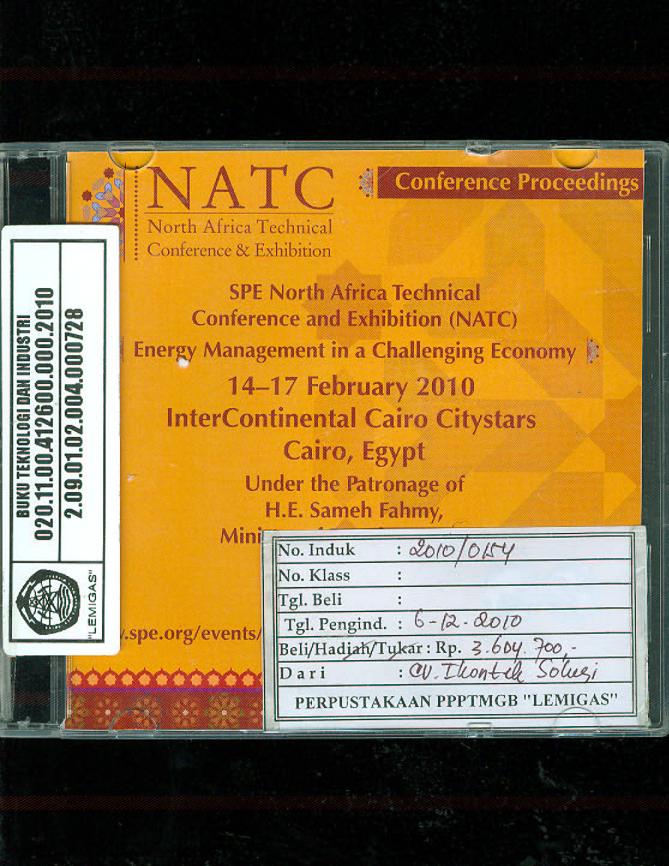 NATC
North Africa Technical
Conference & Exhibition
Conference Proceedings
SPE North Africa Technical
Conference and Exhibition (NATC)
Energy Management in a Challenging Economy
14–17 February 2010
InterContinental Cairo Citystars
Cairo, Egypt
Under the Patronage of
H.E. Sameh Fahmy,
.spe.org/events/
BUKU TEKNOLOGI DAN INDUSTRI
020.11.00.412600.000.2010
2.09.01.02.004.000728
"LEMIGAS"
No. Induk : 2010/0154
No. Klass :
Tgl. Beli :
Tgl. Pengind. : 6-12-2010
Beli/Hadiah/Tukar : Rp. 3.604.700,-
Dari : CV.
PERPUSTAKAAN PPPTMGB "LEMIGAS"